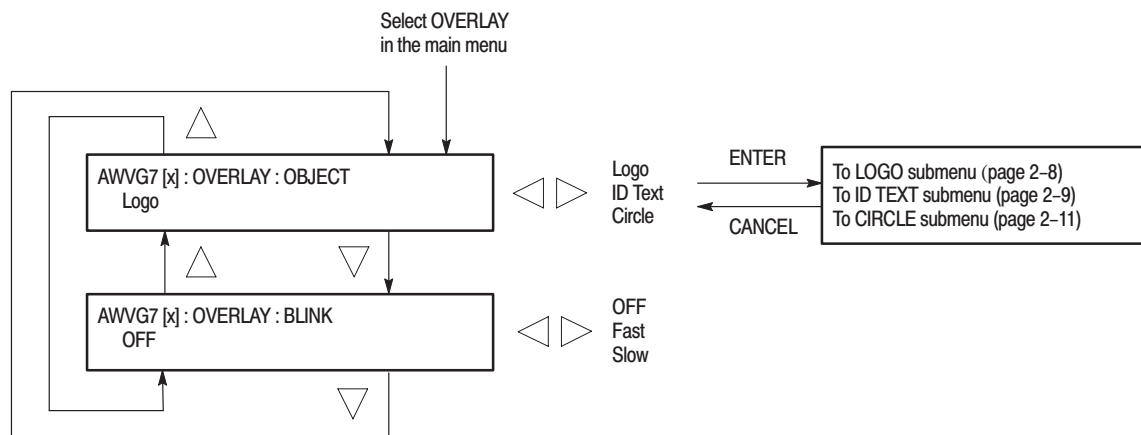 Select OVERLAY
in the main menu
AWVG7 [x] : OVERLAY : OBJECT
Logo
Logo
ID Text
Circle
ENTER
CANCEL
To LOGO submenu (page 2–8)
To ID TEXT submenu (page 2–9)
To CIRCLE submenu (page 2–11)
AWVG7 [x] : OVERLAY : BLINK
OFF
OFF
Fast
Slow